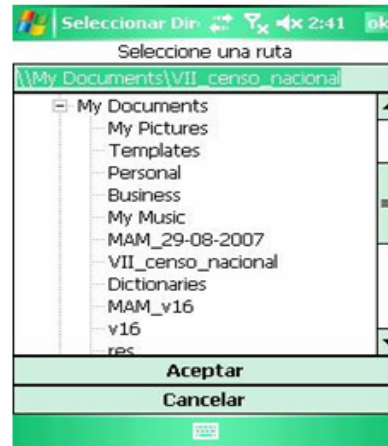 Seleccionar Dir 2:41 ok
Seleccione una ruta
\\My Documents\VII_censo_nacional
My Documents
My Pictures
Templates
Personal
Business
My Music
MAM_29-08-2007
VII_censo_nacional
Dictionaries
MAM_v16
v16
res
Aceptar
Cancelar